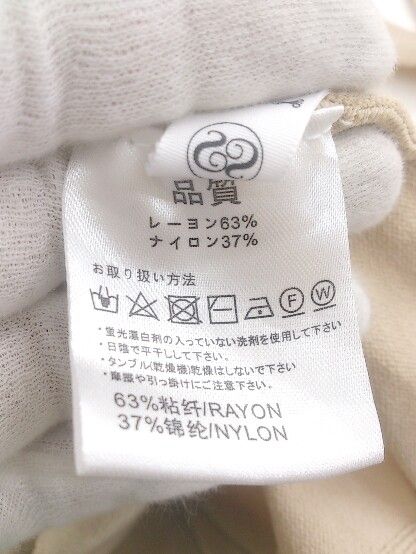 品質
レーヨン63%
ナイロン37%
お取り扱い方法
F W
・蛍光漂白剤の入っていない洗剤を使用して下さい
・日陰で平干しして下さい。
・タンブル(乾燥機)乾燥はしないで下さい
・摩擦や引っ掛けにご注意下さい。
63%粘纤/RAYON
37%锦纶/NYLON